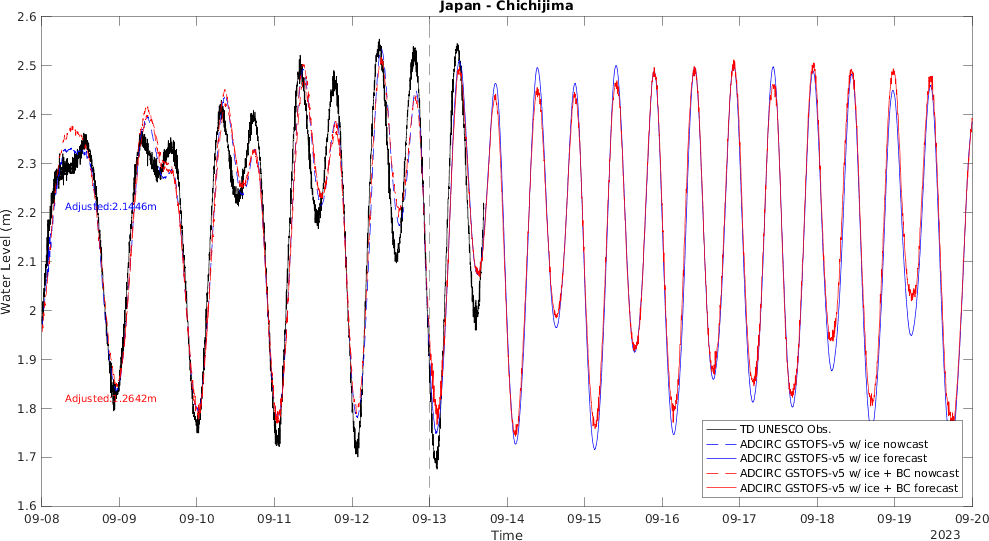 Japan - Chichijima
2.6
2.5
2.4
2.3
2.2
2.1
2
1.9
1.8
1.7
1.6
Water Level (m)
Adjusted:2.1446m
Adjusted:2.2642m
TD UNESCO Obs.
ADCIRC GSTOFS-v5 w/ ice nowcast
ADCIRC GSTOFS-v5 w/ ice forecast
ADCIRC GSTOFS-v5 w/ ice + BC nowcast
ADCIRC GSTOFS-v5 w/ ice + BC forecast
09-08 09-09 09-10 09-11 09-12 09-13 09-14 09-15 09-16 09-17 09-18 09-19 09-20
Time
2023